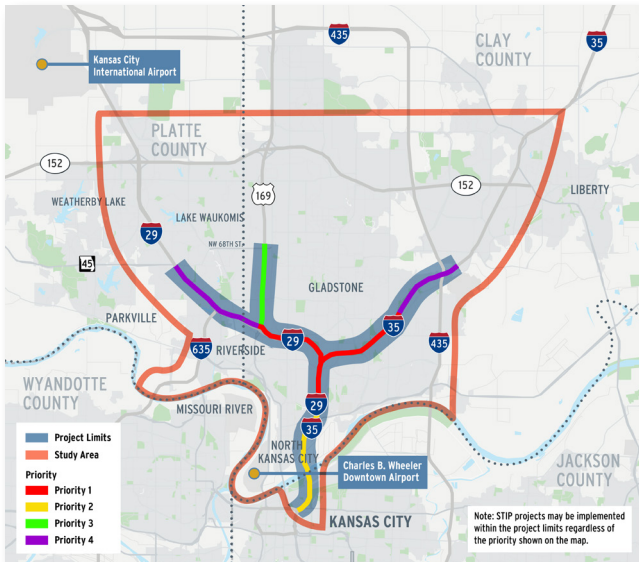 435
CLAY
COUNTY
35
Kansas City
International Airport
PLATTE
COUNTY
152
152
169
LIBERTY
WEATHERBY LAKE
LAKE WAUKOMIS
29
NW 68TH ST.
45
GLADSTONE
PARKVILLE
35
29
435
635
RIVERSIDE
WYANDOTTE
COUNTY
MISSOURI RIVER
29
35
NORTH
KANSAS CITY
Charles B. Wheeler
Downtown Airport
JACKSON
COUNTY
KANSAS CITY
Project Limits
Study Area
Priority
Priority 1
Priority 2
Priority 3
Priority 4
Note: STIP projects may be implemented
within the project limits regardless of
the priority shown on the map.